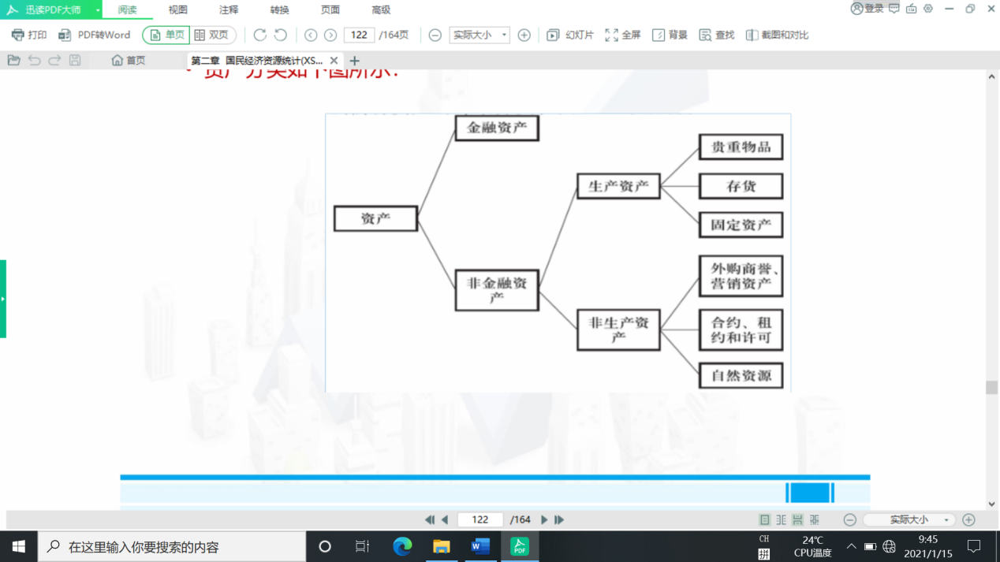 迅读PDF大师 阅读 视图 注释 转换 页面 高级 登录
打印 PDF转Word 单页 双页 122 /164页 实际大小 幻灯片 全屏 背景 查找 截图和对比
首页 第二章 国民经济资源统计(XS...
资产分类如下图所示：
金融资产
贵重物品
生产资产
存货
资产
固定资产
非金融资
产
外购商誉、
营销资产
非生产资
产
合约、租
约和许可
自然资源
122 /164 实际大小
在这里输入你要搜索的内容
W
PDF
CH
拼
24℃
CPU温度
9:45
2021/1/15